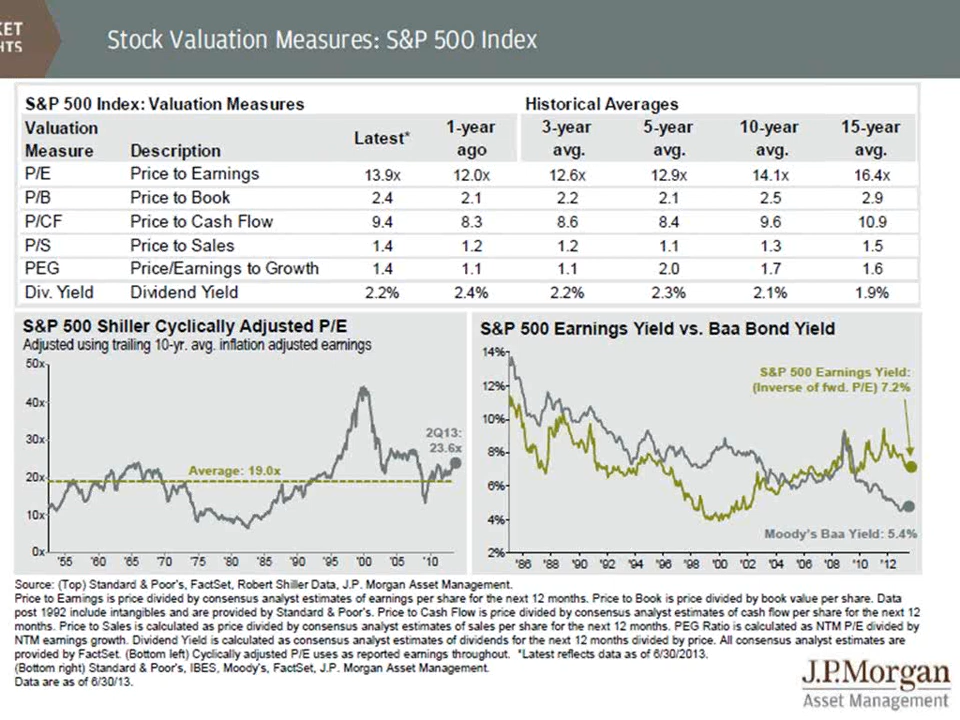 KET
HTS
Stock Valuation Measures: S&P 500 Index
S&P 500 Index: Valuation Measures Historical Averages
Valuation Measure Description Latest* 1-year ago 3-year avg. 5-year avg. 10-year avg. 15-year avg.
P/E Price to Earnings 13.9x 12.0x 12.6x 12.9x 14.1x 16.4x
P/B Price to Book 2.4 2.1 2.2 2.1 2.5 2.9
P/CF Price to Cash Flow 9.4 8.3 8.6 8.4 9.6 10.9
P/S Price to Sales 1.4 1.2 1.2 1.1 1.3 1.5
PEG Price/Earnings to Growth 1.4 1.1 1.1 2.0 1.7 1.6
Div. Yield Dividend Yield 2.2% 2.4% 2.2% 2.3% 2.1% 1.9%
S&P 500 Shiller Cyclically Adjusted P/E
Adjusted using trailing 10-yr. avg. inflation adjusted earnings
50x
40x
30x
20x
10x
0x
2Q13:
23.6x
Average: 19.0x
'55 '60 '65 '70 '75 '80 '85 '90 '95 '00 '05 '10
S&P 500 Earnings Yield vs. Baa Bond Yield
14%
12%
10%
8%
6%
4%
2%
S&P 500 Earnings Yield:
(Inverse of fwd. P/E) 7.2%
Moody's Baa Yield: 5.4%
'86 '88 '90 '92 '94 '96 '98 '00 '02 '04 '06 '08 '10 '12
Source: (Top) Standard & Poor's, FactSet, Robert Shiller Data, J.P. Morgan Asset Management.
Price to Earnings is price divided by consensus analyst estimates of earnings per share for the next 12 months. Price to Book is price divided by book value per share. Data
post 1992 include intangibles and are provided by Standard & Poor's. Price to Cash Flow is price divided by consensus analyst estimates of cash flow per share for the next 12
months. Price to Sales is calculated as price divided by consensus analyst estimates of sales per share for the next 12 months. PEG Ratio is calculated as NTM P/E divided by
NTM earnings growth. Dividend Yield is calculated as consensus analyst estimates of dividends for the next 12 months divided by price. All consensus analyst estimates are
provided by FactSet. (Bottom left) Cyclically adjusted P/E uses as reported earnings throughout. *Latest reflects data as of 6/30/2013.
(Bottom right) Standard & Poor's, IBES, Moody's, FactSet, J.P. Morgan Asset Management.
Data are as of 6/30/13.
J.P.Morgan
Asset Management